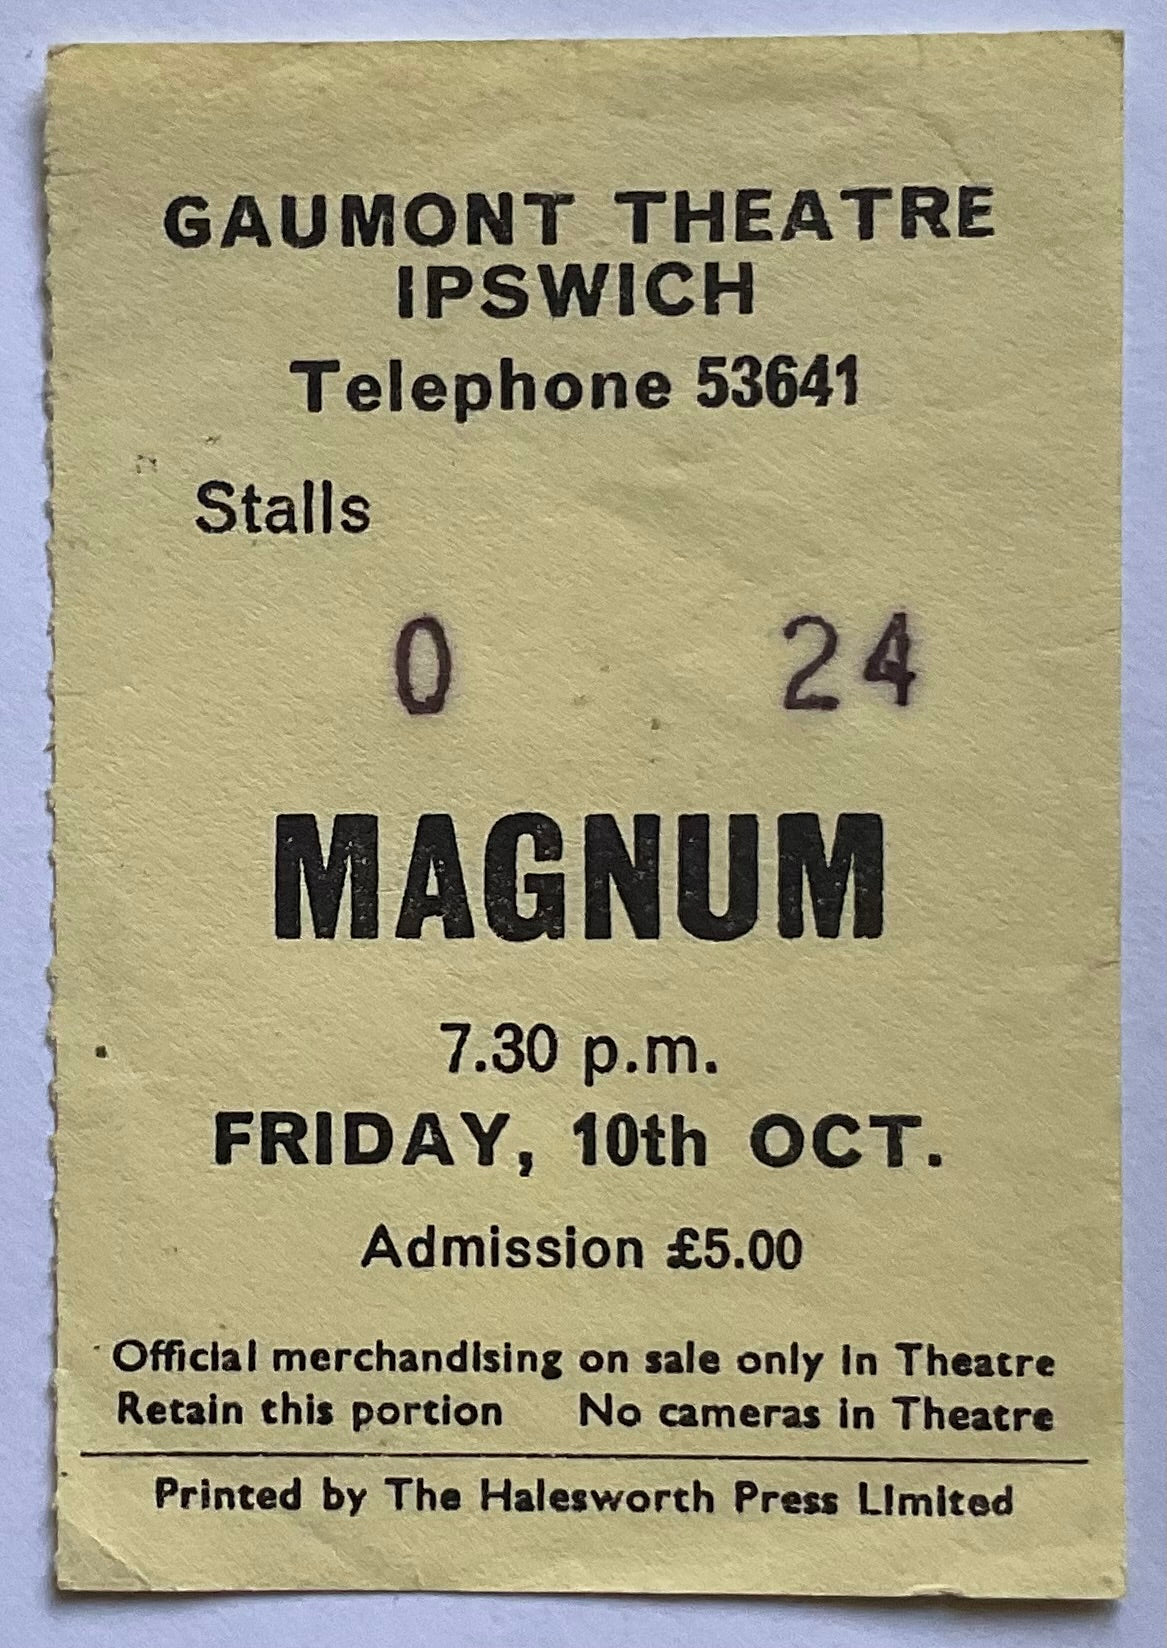 GAUMONT THEATRE
IPSWICH
Telephone 53641
Stalls
0 24
MAGNUM
7.30 p.m.
FRIDAY, 10th OCT.
Admission £5.00
Official merchandising on sale only in Theatre
Retain this portion No cameras in Theatre
Printed by The Halesworth Press Limited